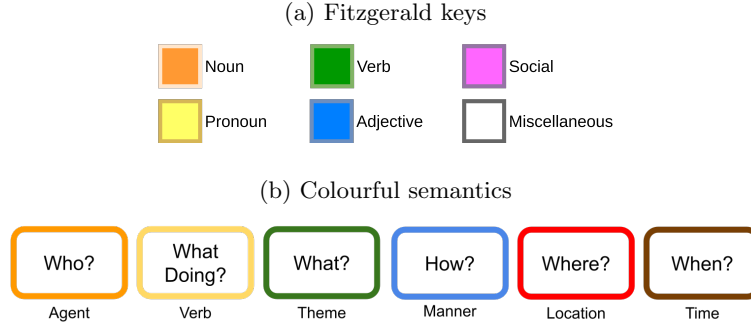 (a) Fitzgerald keys
Noun Verb Social
Pronoun Adjective Miscellaneous
(b) Colourful semantics
Who? What Doing? What? How? Where? When?
Agent Verb Theme Manner Location Time